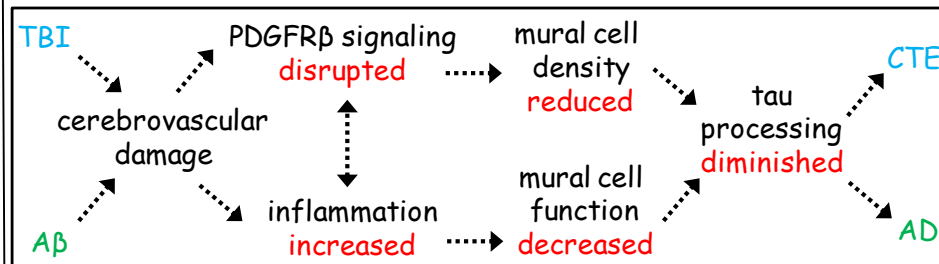 TBI
Aβ
cerebrovascular
damage
PDGFRβ signaling
disrupted
inflammation
increased
mural cell
density
reduced
mural cell
function
decreased
tau
processing
diminished
CTE
AD